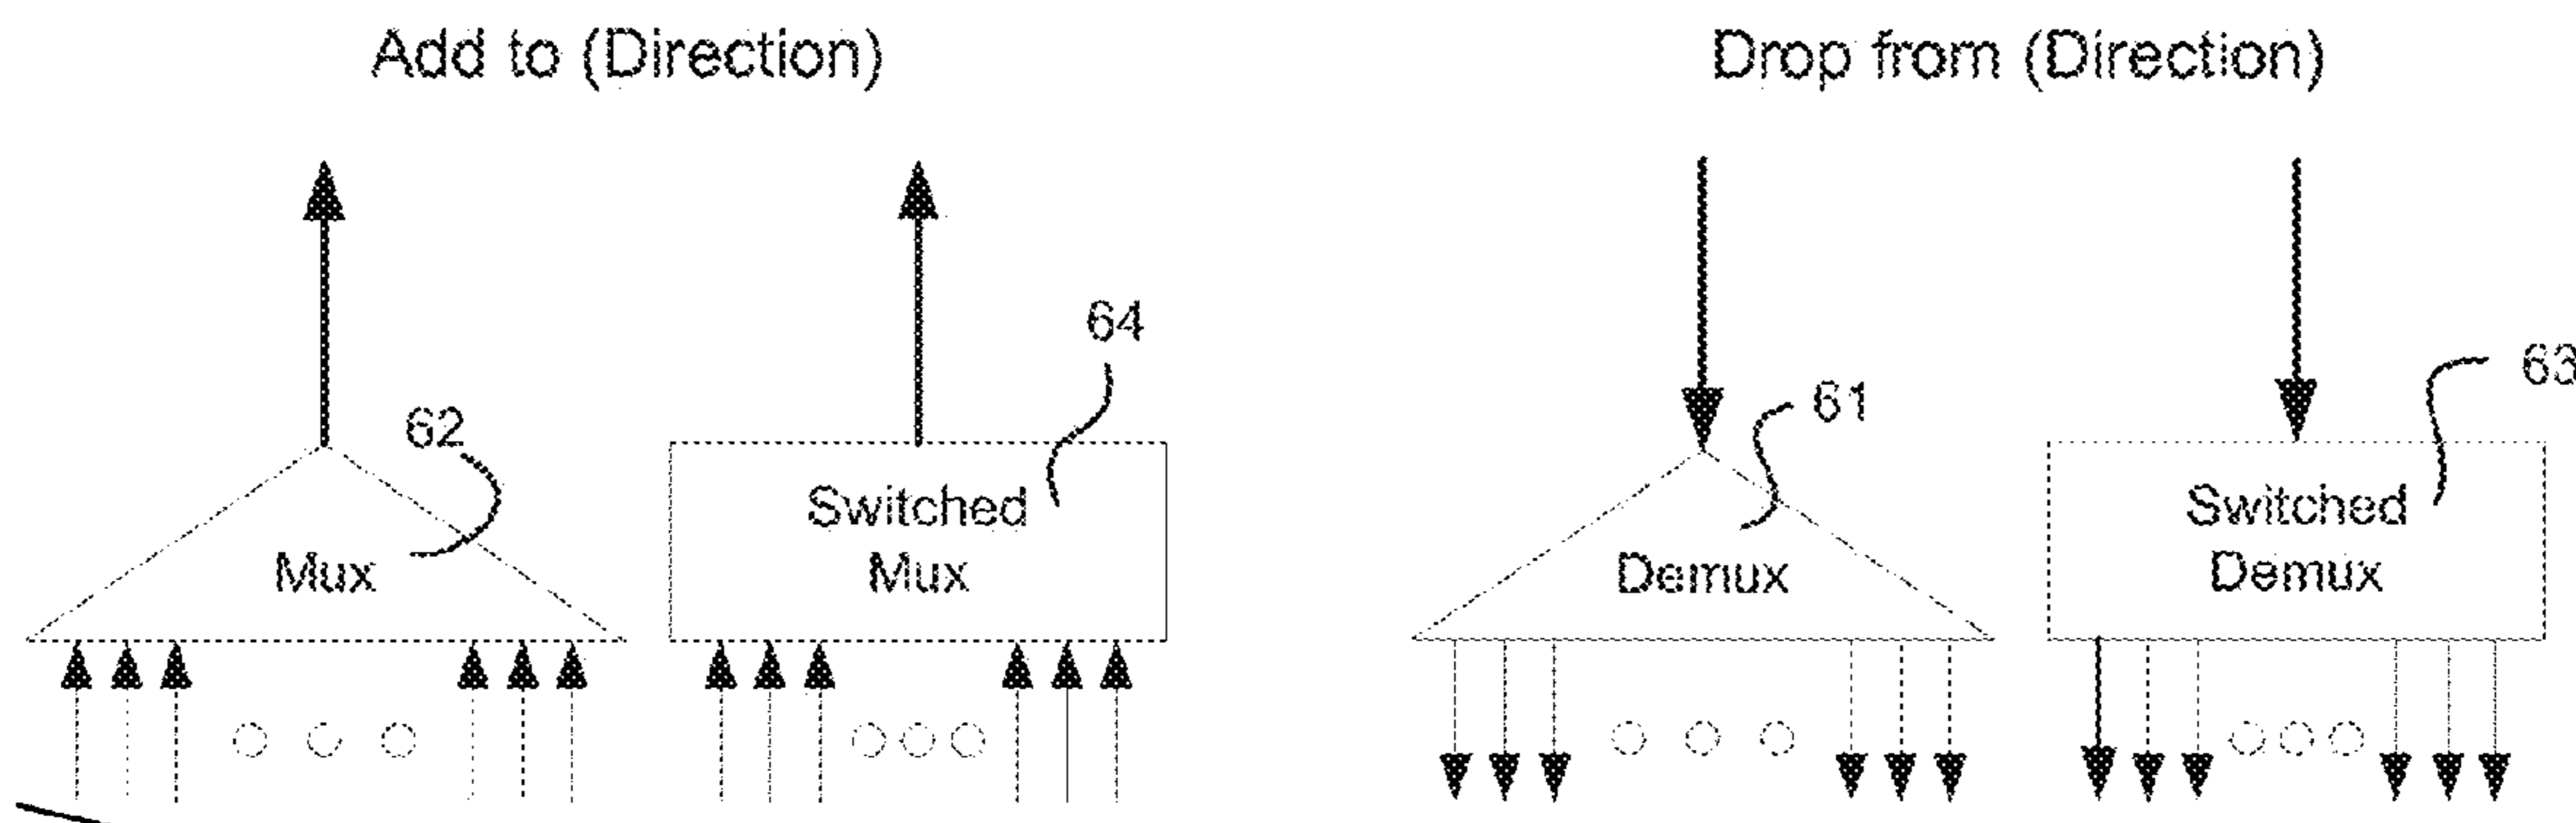 Add to (Direction)
Drop from (Direction)
64
63
61
62
Switched
Mux
Mux
Switched
Demux
Demux